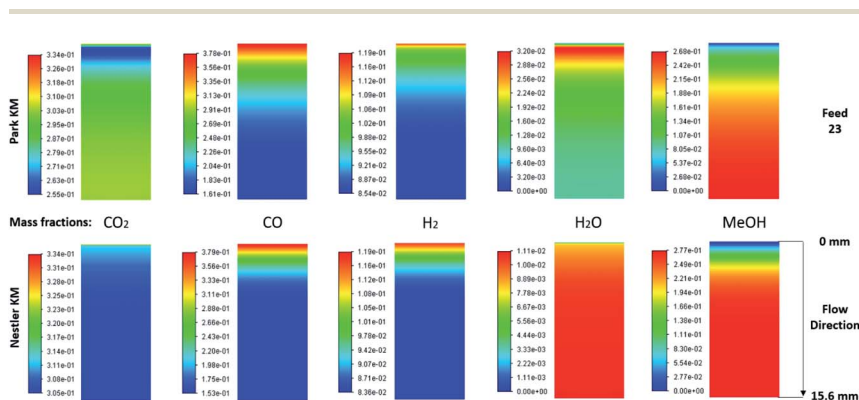 3.34e-01
3.26e-01
3.18e-01
3.10e-01
3.03e-01
2.94e-01
2.87e-01
2.79e-01
2.71e-01
2.63e-01
2.55e-01
3.78e-01
3.56e-01
3.35e-01
3.13e-01
2.91e-01
2.69e-01
2.48e-01
2.26e-01
2.04e-01
1.83e-01
1.61e-01
1.19e-01
1.16e-01
1.12e-01
1.09e-01
1.06e-01
1.02e-01
9.88e-02
9.55e-02
9.21e-02
8.87e-02
8.54e-02
3.20e-02
2.88e-02
2.56e-02
2.24e-02
1.92e-02
1.60e-02
1.28e-02
9.60e-03
6.40e-03
3.20e-03
0.00e+00
2.68e-01
2.42e-01
2.15e-01
1.88e-01
1.61e-01
1.34e-01
1.07e-01
8.05e-02
5.37e-02
2.68e-02
0.00e+00
Park KM
Feed
23
Mass fractions: CO2 CO H2 H2O MeOH
Nestler KM
3.34e-01
3.31e-01
3.28e-01
3.26e-01
3.23e-01
3.20e-01
3.17e-01
3.14e-01
3.11e-01
3.08e-01
3.05e-01
3.79e-01
3.56e-01
3.33e-01
3.11e-01
2.88e-01
2.66e-01
2.43e-01
2.20e-01
1.98e-01
1.75e-01
1.53e-01
1.19e-01
1.16e-01
1.12e-01
1.08e-01
1.05e-01
1.01e-01
9.78e-02
9.42e-02
9.07e-02
8.71e-02
8.36e-02
1.11e-02
8.87e-03
4.44e-03
3.33e-03
2.22e-03
1.11e-03
0.00e+00
2.77e-01
2.49e-01
2.21e-01
1.94e-01
1.66e-01
1.38e-01
1.11e-01
8.30e-02
5.54e-02
2.77e-02
0.00e+00
0 mm
Flow
Direction
15.6 mm